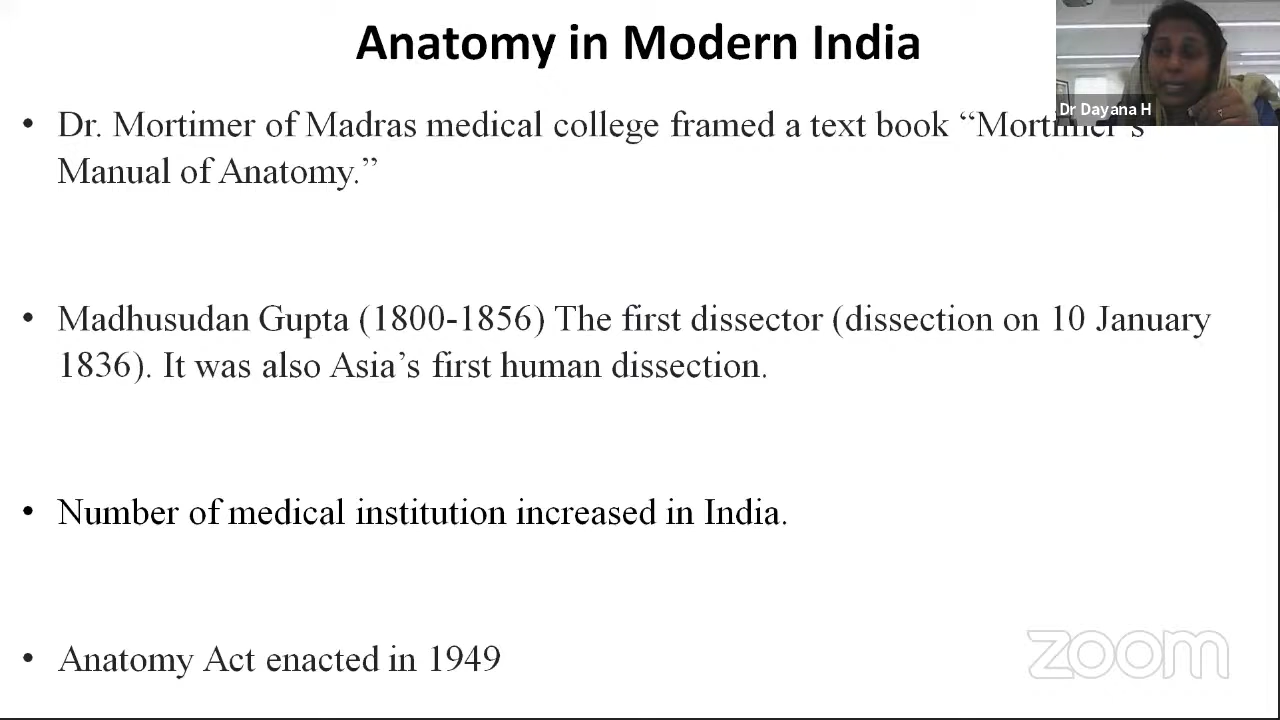 Anatomy in Modern India
Dr Dayana H
• Dr. Mortimer of Madras medical college framed a text book “Mortimer’s
Manual of Anatomy.”
• Madhusudan Gupta (1800-1856) The first dissector (dissection on 10 January
1836). It was also Asia’s first human dissection.
• Number of medical institution increased in India.
• Anatomy Act enacted in 1949
zoom